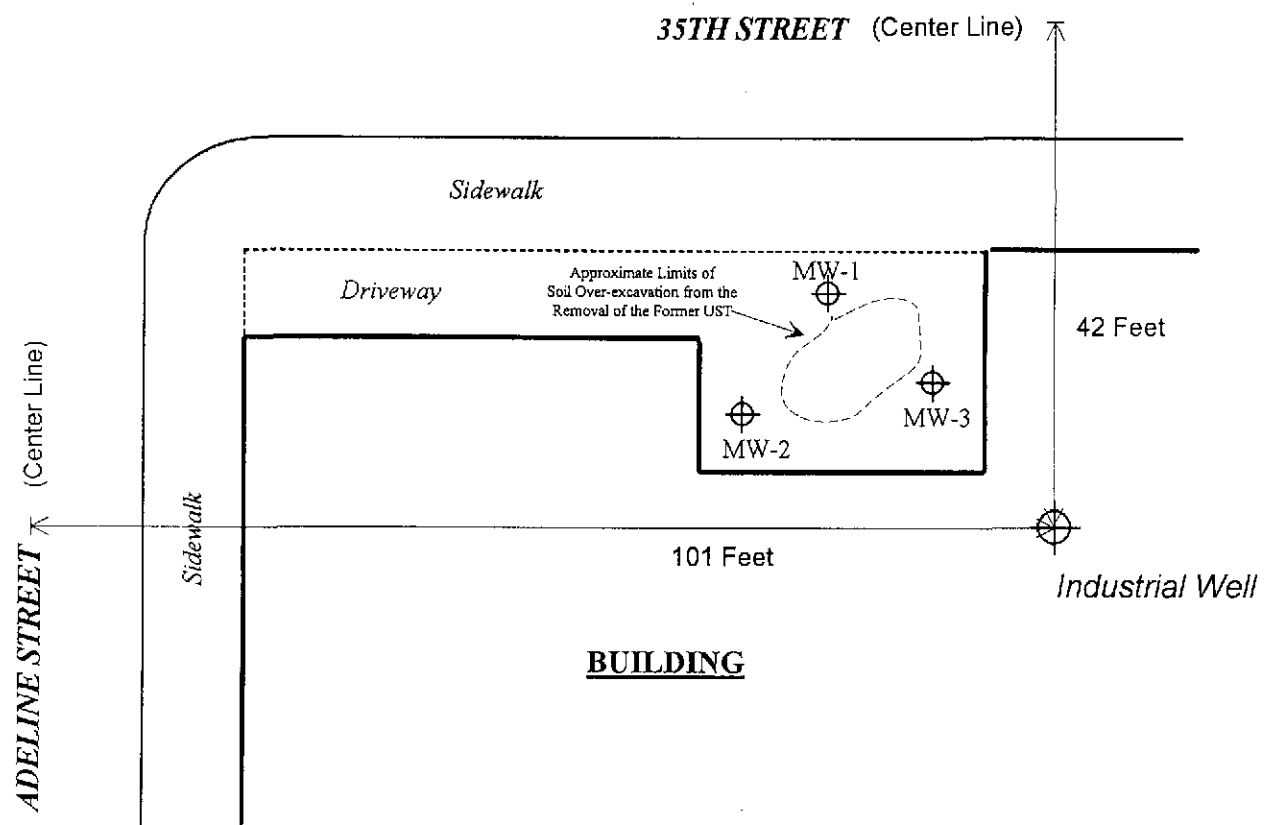 35TH STREET (Center Line)
Sidewalk
Approximate Limits of
Soil Over-excavation from the
Removal of the Former UST
MW-1
Driveway
42 Feet
MW-3
MW-2
ADELINE STREET (Center Line)
Sidewalk
101 Feet
Industrial Well
BUILDING